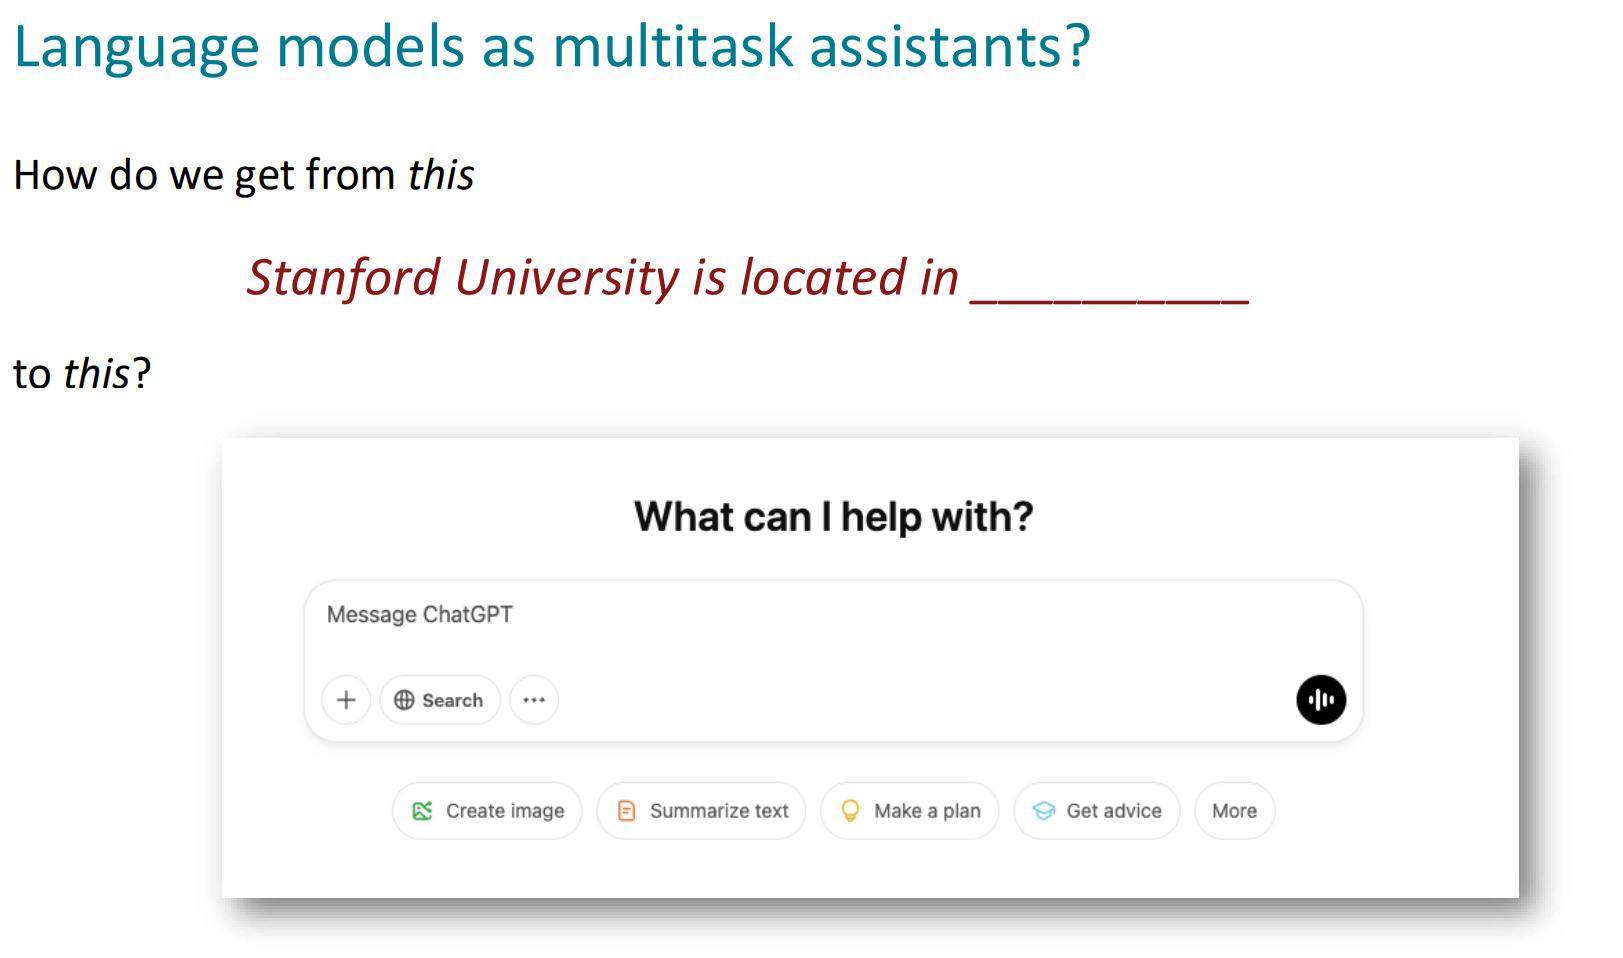 Language models as multitask assistants?
How do we get from this
Stanford University is located in __________
to this?
What can I help with?
Message ChatGPT
Search
Create image
Summarize text
Make a plan
Get advice
More